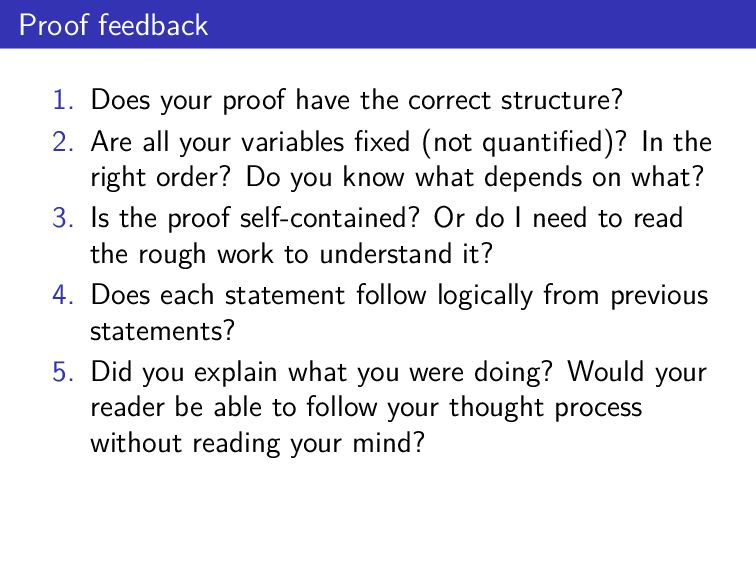 Proof feedback
1. Does your proof have the correct structure?
2. Are all your variables fixed (not quantified)? In the
right order? Do you know what depends on what?
3. Is the proof self-contained? Or do I need to read
the rough work to understand it?
4. Does each statement follow logically from previous
statements?
5. Did you explain what you were doing? Would your
reader be able to follow your thought process
without reading your mind?